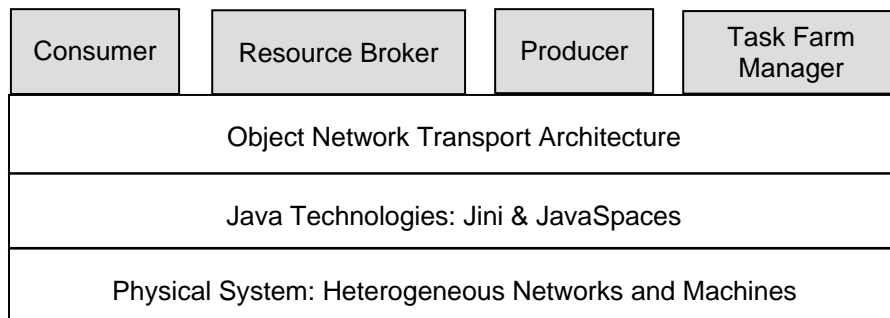 Consumer
Resource Broker
Producer
Task Farm
Manager
Object Network Transport Architecture
Java Technologies: Jini & JavaSpaces
Physical System: Heterogeneous Networks and Machines